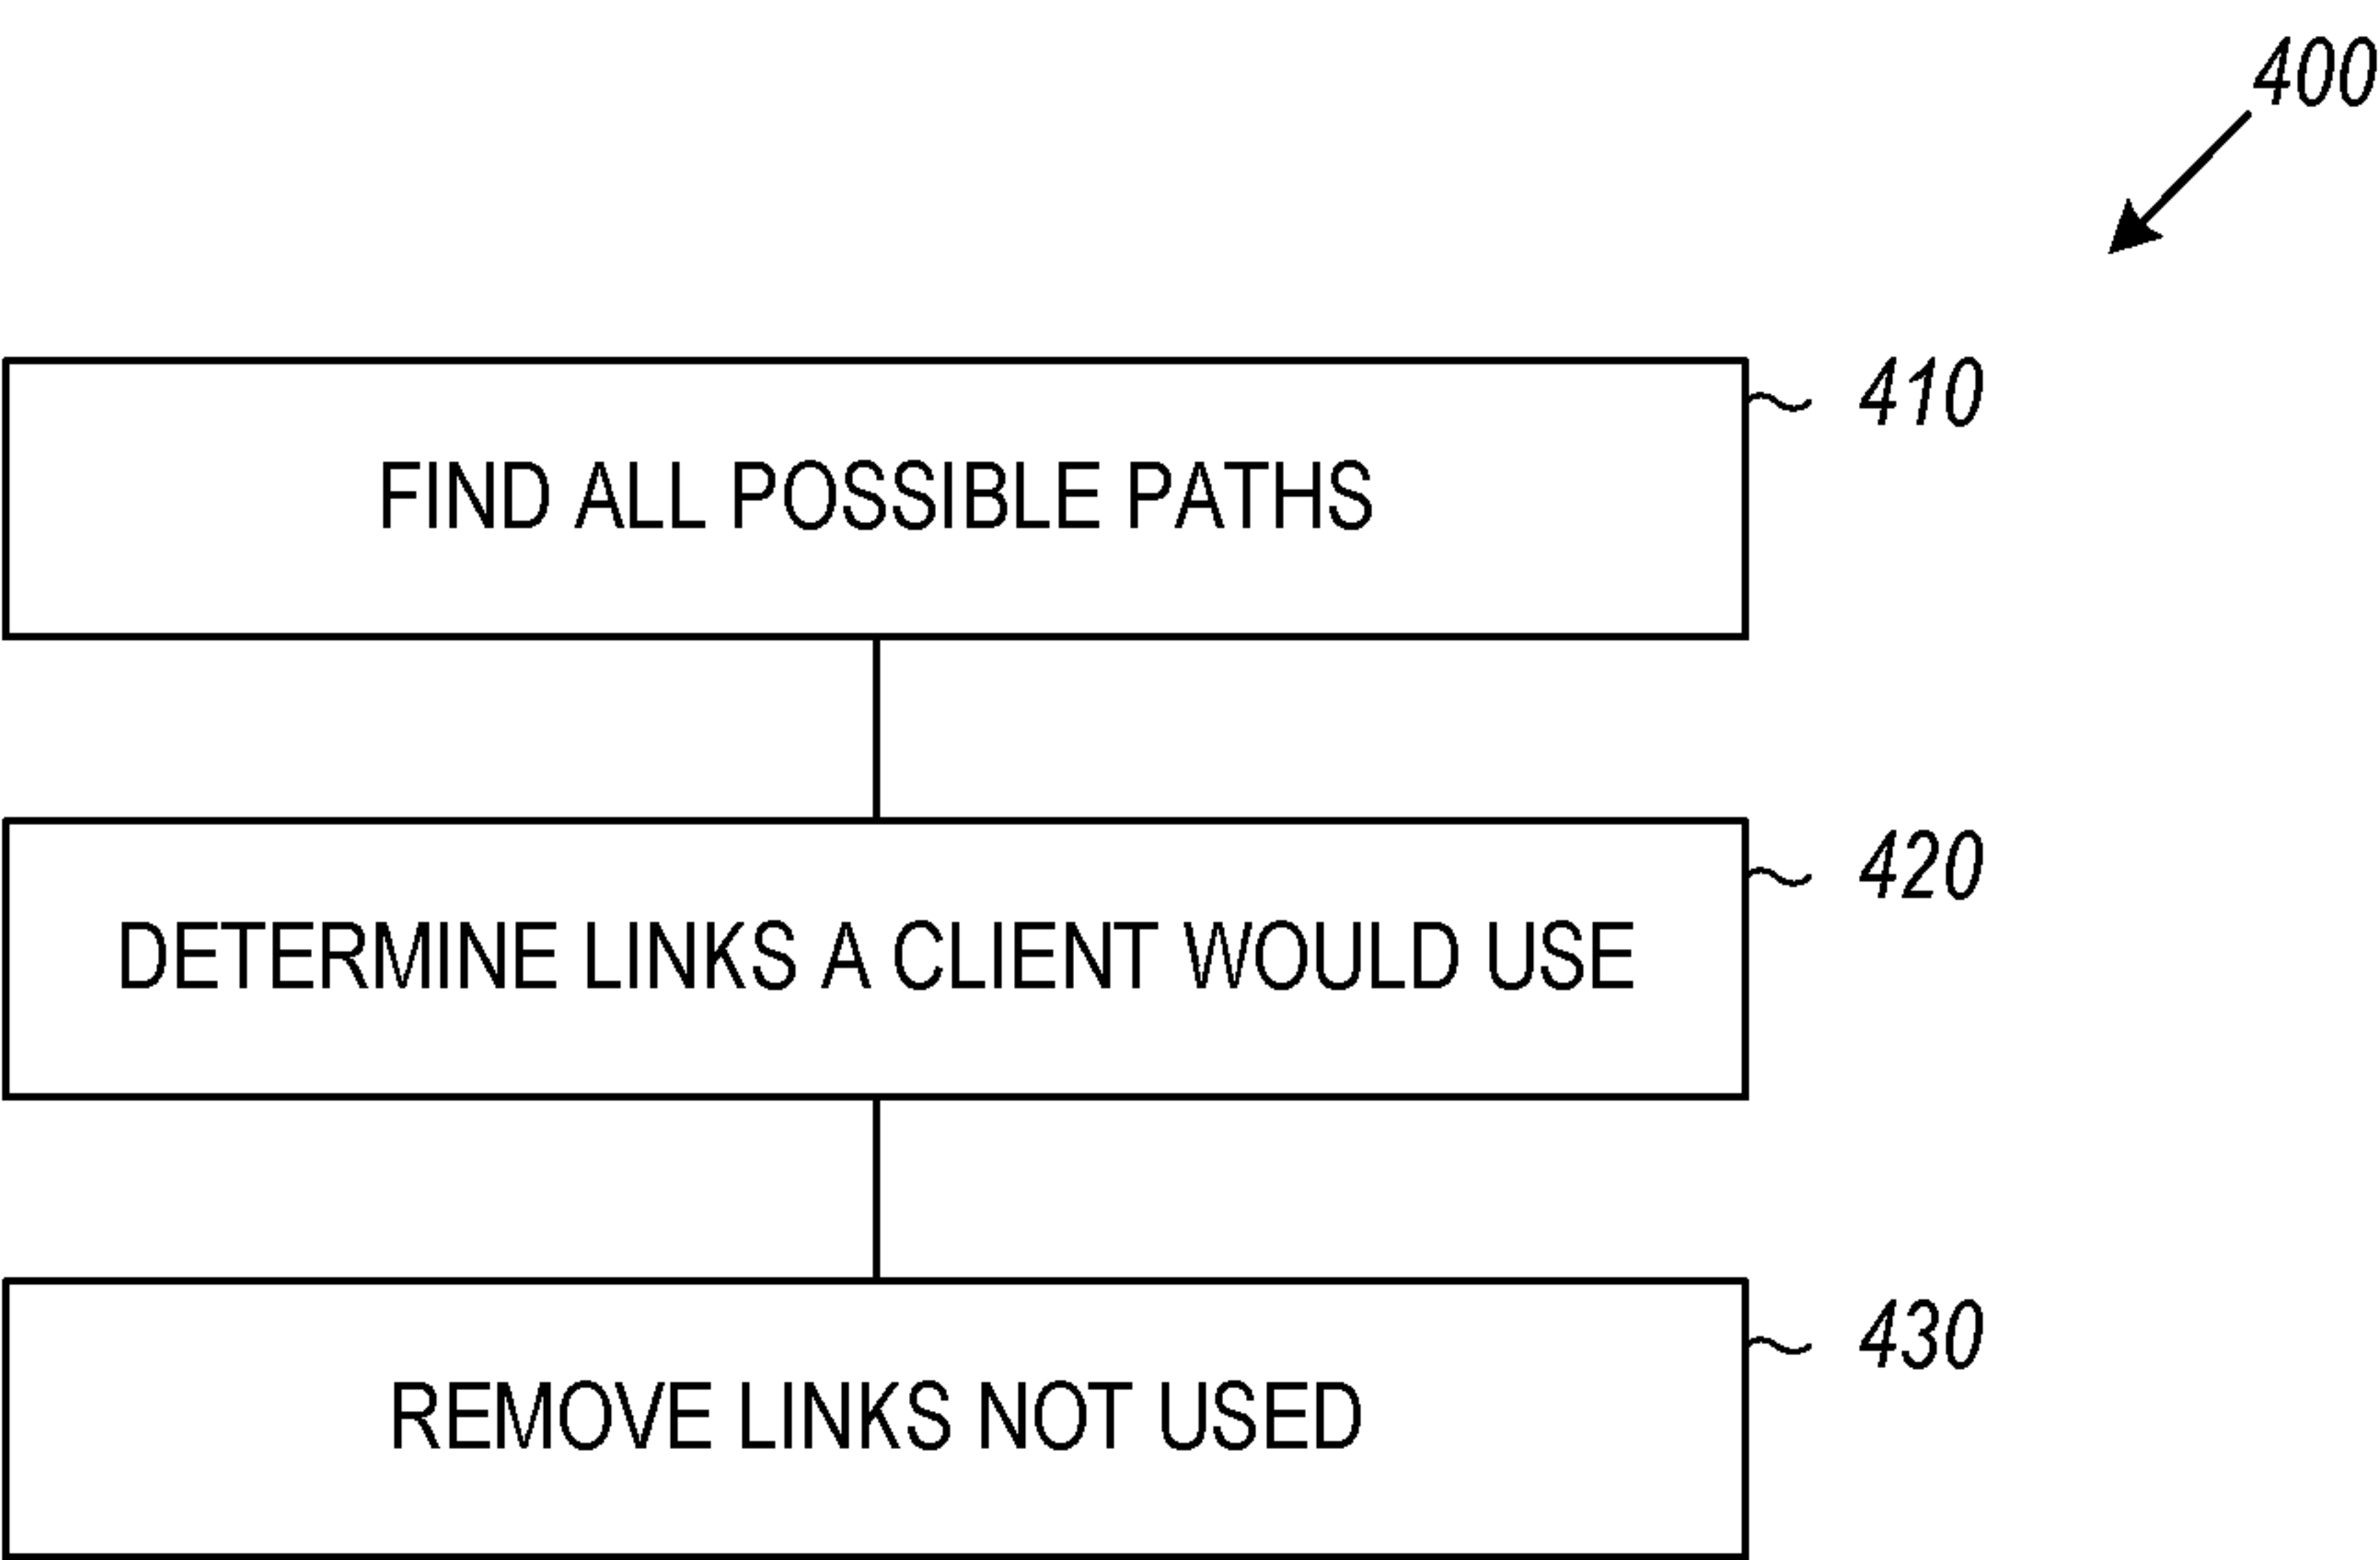 400
FIND ALL POSSIBLE PATHS
410
DETERMINE LINKS A CLIENT WOULD USE
420
REMOVE LINKS NOT USED
430